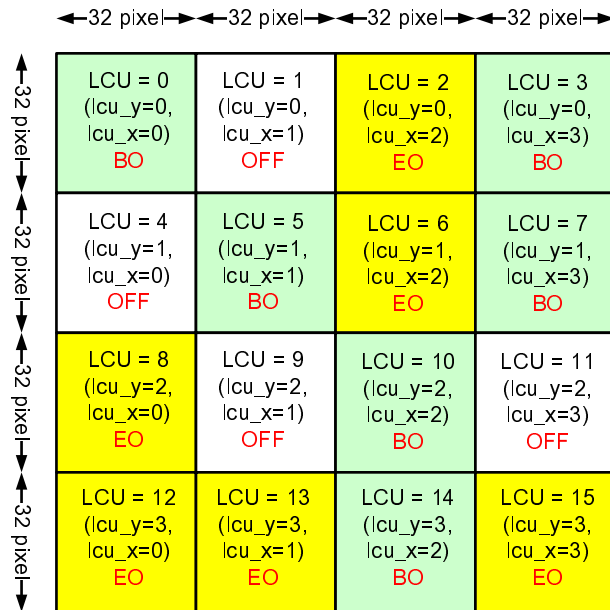 32 pixel 32 pixel 32 pixel 32 pixel
32 pixel
LCU = 0
(lcu_y=0,
lcu_x=0)
BO
LCU = 1
(lcu_y=0,
lcu_x=1)
OFF
LCU = 2
(lcu_y=0,
lcu_x=2)
EO
LCU = 3
(lcu_y=0,
lcu_x=3)
BO
32 pixel
LCU = 4
(lcu_y=1,
lcu_x=0)
OFF
LCU = 5
(lcu_y=1,
lcu_x=1)
BO
LCU = 6
(lcu_y=1,
lcu_x=2)
EO
LCU = 7
(lcu_y=1,
lcu_x=3)
BO
32 pixel
LCU = 8
(lcu_y=2,
lcu_x=0)
EO
LCU = 9
(lcu_y=2,
lcu_x=1)
OFF
LCU = 10
(lcu_y=2,
lcu_x=2)
BO
LCU = 11
(lcu_y=2,
lcu_x=3)
OFF
32 pixel
LCU = 12
(lcu_y=3,
lcu_x=0)
EO
LCU = 13
(lcu_y=3,
lcu_x=1)
EO
LCU = 14
(lcu_y=3,
lcu_x=2)
BO
LCU = 15
(lcu_y=3,
lcu_x=3)
EO